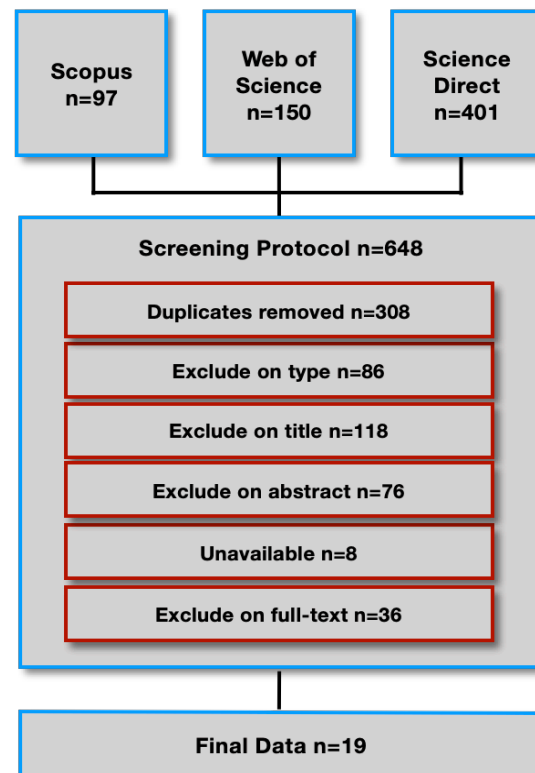 Scopus
n=97
Web of
Science
n=150
Science
Direct
n=401
Screening Protocol n=648
Duplicates removed n=308
Exclude on type n=86
Exclude on title n=118
Exclude on abstract n=76
Unavailable n=8
Exclude on full-text n=36
Final Data n=19